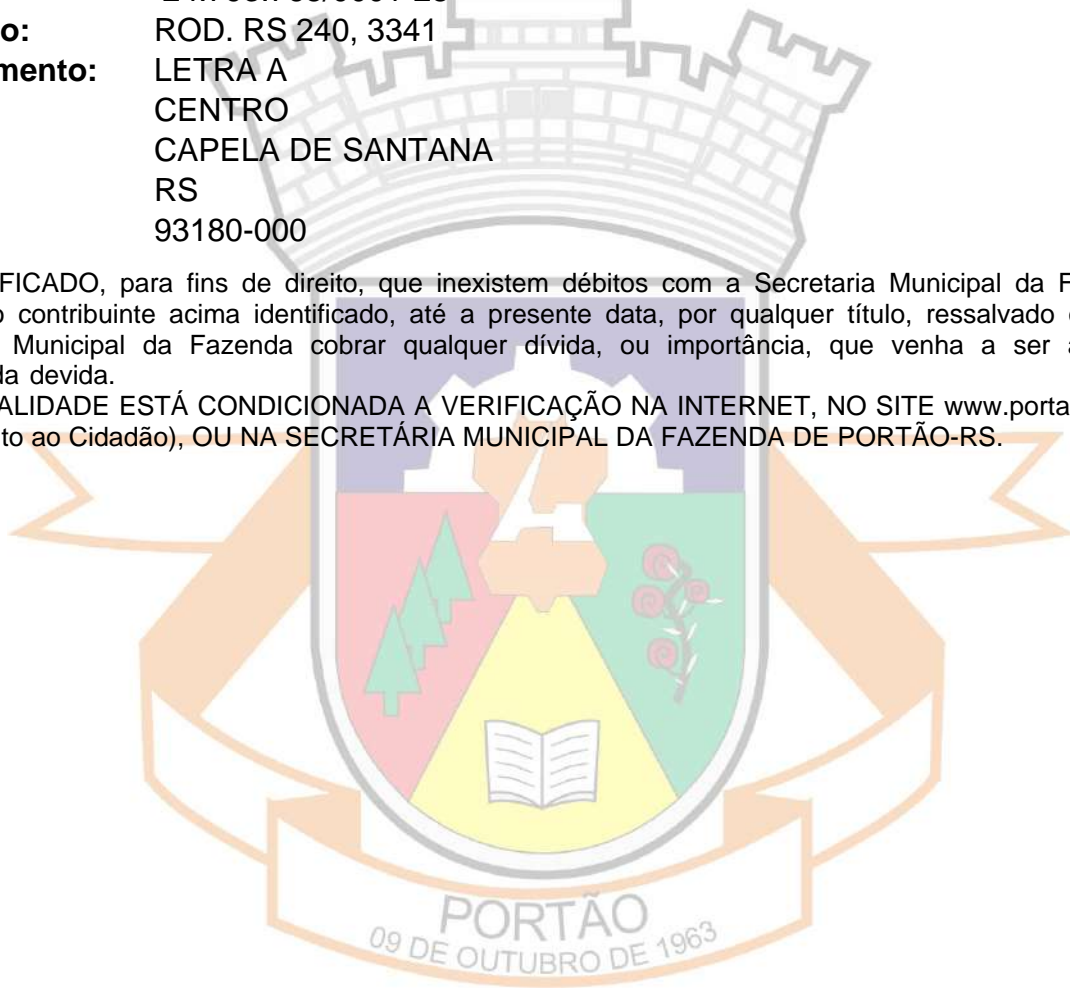 o: ROD. RS 240, 3341
mento: LETRA A
CENTRO
CAPELA DE SANTANA
RS
93180-000
FICADO, para fins de direito, que inexistem débitos com a Secretaria Municipal da F
o contribuinte acima identificado, até a presente data, por qualquer título, ressalvado
Municipal da Fazenda cobrar qualquer dívida, ou importância, que venha a ser a
da devida.
ALIDADE ESTÁ CONDICIONADA A VERIFICAÇÃO NA INTERNET, NO SITE www.porta
to ao Cidadão), OU NA SECRETÁRIA MUNICIPAL DA FAZENDA DE PORTÃO-RS.
PORTÃO
09 DE OUTUBRO DE 1963